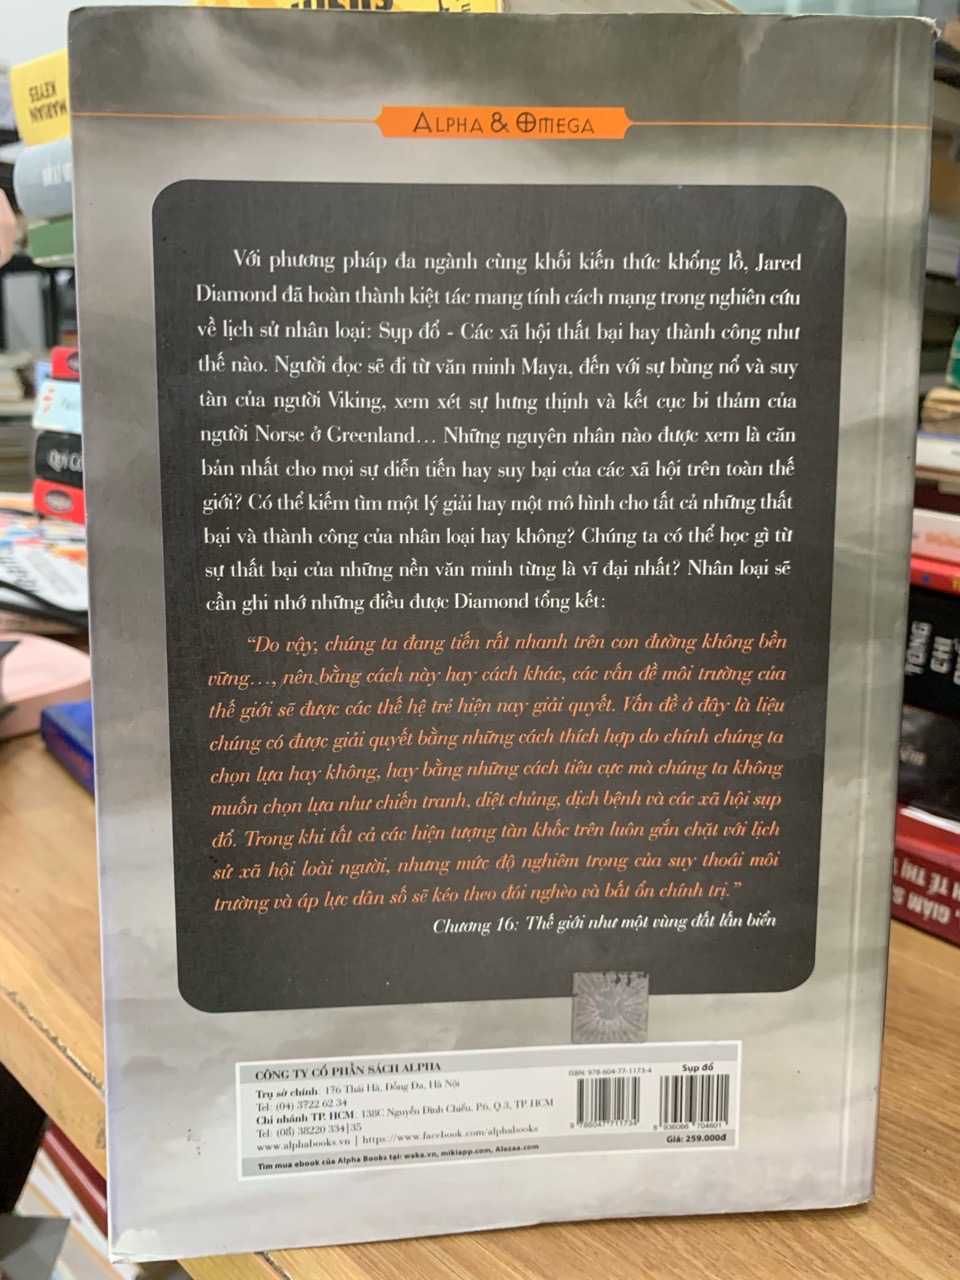 MARIAN
KEYES
ALPHA & OMEGA
Với phương pháp đa ngành cùng khối kiến thức khổng lồ, Jared
Diamond đã hoàn thành kiệt tác mang tính cách mạng trong nghiên cứu
về lịch sử nhân loại: Sụp đổ - Các xã hội thất bại hay thành công như
thế nào. Người đọc sẽ đi từ văn minh Maya, đến với sự bùng nổ và suy
tàn của người Viking, xem xét sự hưng thịnh và kết cục bi thảm của
người Norse ở Greenland… Những nguyên nhân nào được xem là căn
bản nhất cho mọi sự diễn tiến hay suy bại của các xã hội trên toàn thế
giới? Có thể kiếm tìm một lý giải hay một mô hình cho tất cả những thất
bại và thành công của nhân loại hay không? Chúng ta có thể học gì từ
sự thất bại của những nền văn minh từng là vĩ đại nhất? Nhân loại sẽ
cần ghi nhớ những điều được Diamond tổng kết:
“Do vậy, chúng ta đang tiến rất nhanh trên con đường không bền
vững…, nên bằng cách này hay cách khác, các vấn đề môi trường của
thế giới sẽ được các thế hệ trẻ hiện nay giải quyết. Vấn đề ở đây là liệu
chúng có được giải quyết bằng những cách thích hợp do chính chúng ta
chọn lựa hay không, hay bằng những cách tiêu cực mà chúng ta không
muốn chọn lựa như chiến tranh, diệt chủng, dịch bệnh và các xã hội sụp
đổ. Trong khi tất cả các hiện tượng tàn khốc trên luôn gắn chặt với lịch
sử xã hội loài người, nhưng mức độ nghiêm trọng của suy thoái môi
trường và áp lực dân số sẽ kéo theo đói nghèo và bất ổn chính trị.”
Chương 16: Thế giới như một vùng đất lấn biển
CÔNG TY CỔ PHẦN SÁCH ALPHA
Trụ sở chính: 176 Thái Hà, Đống Đa, Hà Nội
Tel: (04) 3722 62 34
Chi nhánh TP. HCM: 138C Nguyễn Đình Chiểu, P.6, Q.3, TP. HCM
Tel: (08) 38220 334|35
www.alphabooks.vn | https://www.facebook.com/alphabooks
Tìm mua ebook của Alpha Books tại: waka.vn, mikiapp.com, Alezaa.com
ISBN: 978-604-77-1173-4
9 786047 711734
Sụp đổ
8 936066 704601
Giá: 259.000đ